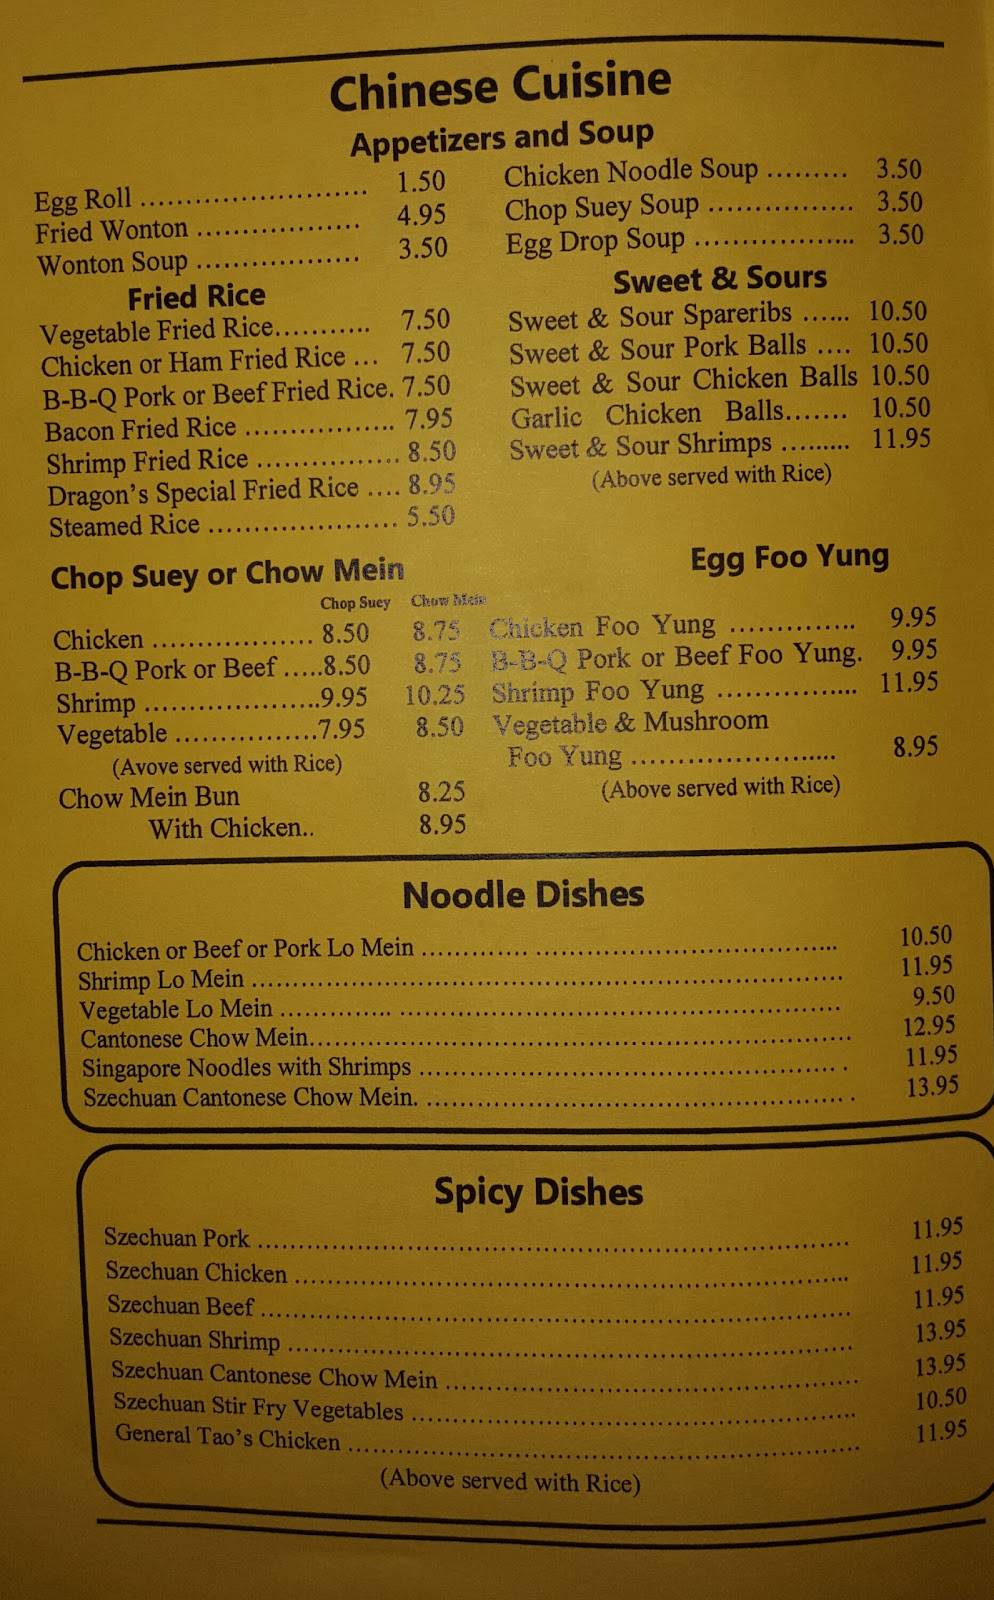 Chinese Cuisine
Appetizers and Soup
Egg Roll ......................... 1.50
Fried Wonton .................. 4.95
Wonton Soup .................. 3.50
Chicken Noodle Soup ......... 3.50
Chop Suey Soup ................ 3.50
Egg Drop Soup .................. 3.50
Fried Rice
Vegetable Fried Rice........... 7.50
Chicken or Ham Fried Rice ... 7.50
B-B-Q Pork or Beef Fried Rice. 7.50
Bacon Fried Rice ................. 7.95
Shrimp Fried Rice ................ 8.50
Dragon's Special Fried Rice .... 8.95
Steamed Rice ..................... 5.50
Sweet & Sours
Sweet & Sour Spareribs ...... 10.50
Sweet & Sour Pork Balls .... 10.50
Sweet & Sour Chicken Balls 10.50
Garlic Chicken Balls....... 10.50
Sweet & Sour Shrimps ......... 11.95
(Above served with Rice)
Chop Suey or Chow Mein
Chop Suey Chow Mein
Chicken .................. 8.50 8.75
B-B-Q Pork or Beef .....8.50 8.75
Shrimp ...................9.95 10.25
Vegetable ................7.95 8.50
(Avove served with Rice)
Chow Mein Bun 8.25
With Chicken.. 8.95
Egg Foo Yung
Chicken Foo Yung .............. 9.95
B-B-Q Pork or Beef Foo Yung. 9.95
Shrimp Foo Yung ................ 11.95
Vegetable & Mushroom
Foo Yung ...................... 8.95
(Above served with Rice)
Noodle Dishes
Chicken or Beef or Pork Lo Mein ............. .................................... 10.50
Shrimp Lo Mein ........................................................................ 11.95
Vegetable Lo Mein .............. ...................................................... 9.50
Cantonese Chow Mein.................................................................. 12.95
Singapore Noodles with Shrimps ................................................... . 11.95
Szechuan Cantonese Chow Mein. ................................................... . 13.95
Spicy Dishes
Szechuan Pork ........................................................................ 11.95
Szechuan Chicken .................................................................... 11.95
Szechuan Beef ........................................................................ 11.95
Szechuan Shrimp ..................................................................... 13.95
Szechuan Cantonese Chow Mein ................................................... 13.95
Szechuan Stir Fry Vegetables ....................................................... 10.50
General Tao's Chicken ............................................................... 11.95
(Above served with Rice)